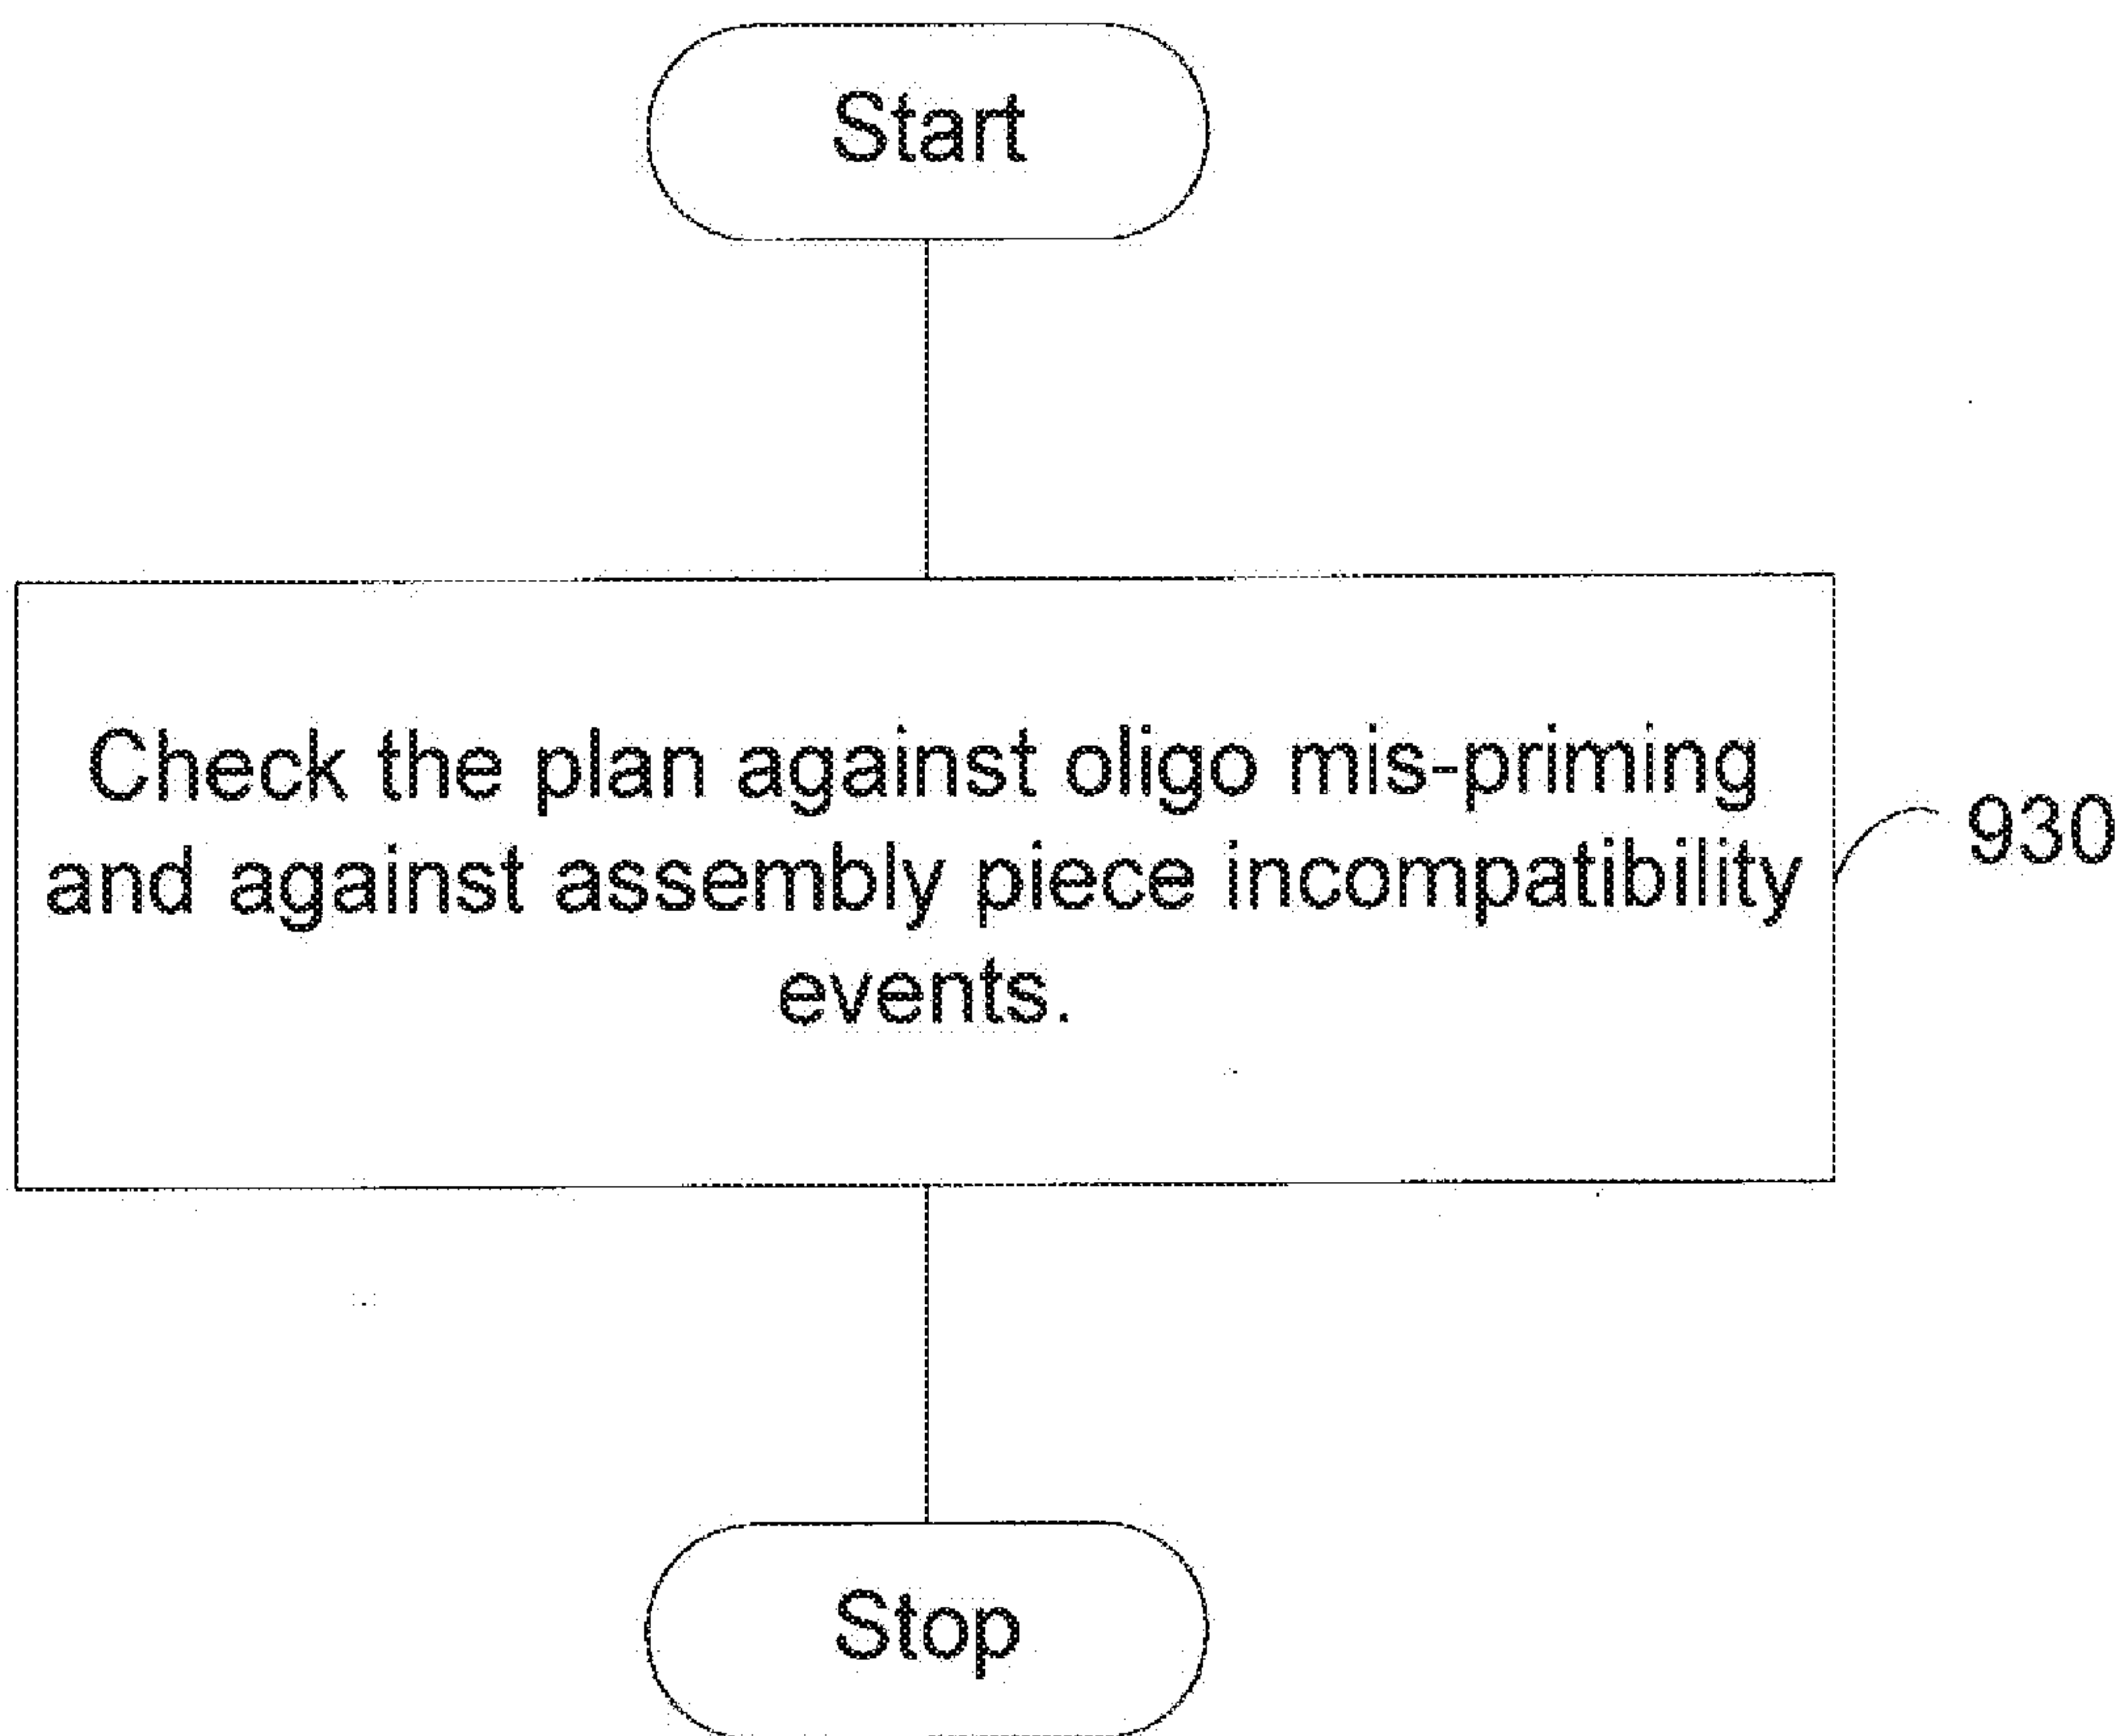 Start
Check the plan against oligo mis-priming
and against assembly piece incompatibility
events.
930
Stop